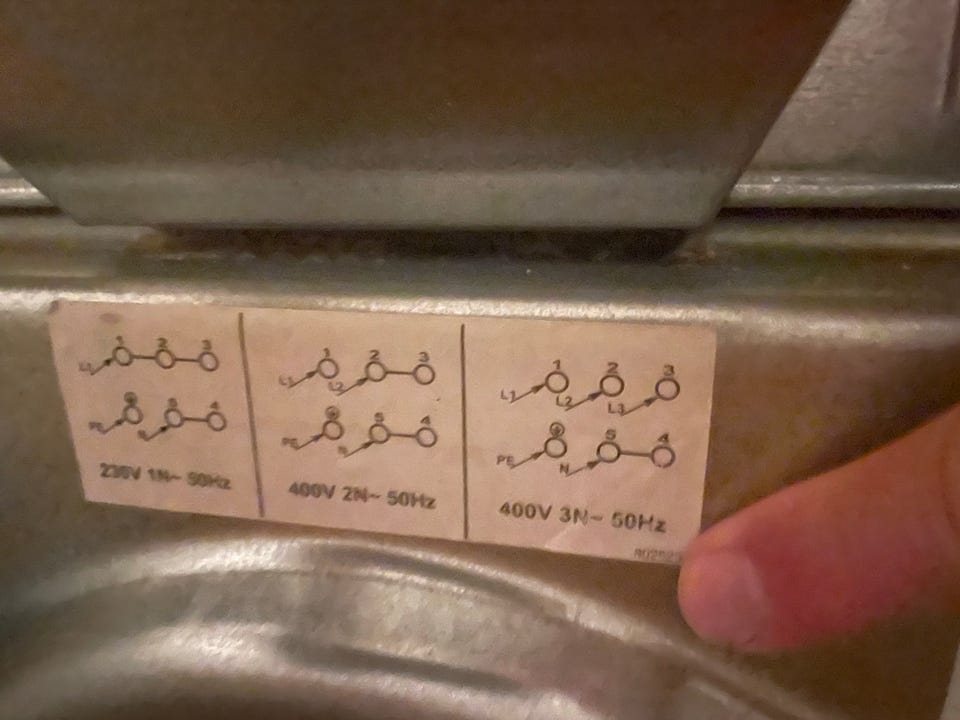 1 2 3
L1
5 4
PE N
230V 1N~ 50Hz
1 2 3
L1 L2
5 4
PE N
400V 2N~ 50Hz
1 2 3
L1 L2 L3
5 4
PE N
400V 3N~ 50Hz